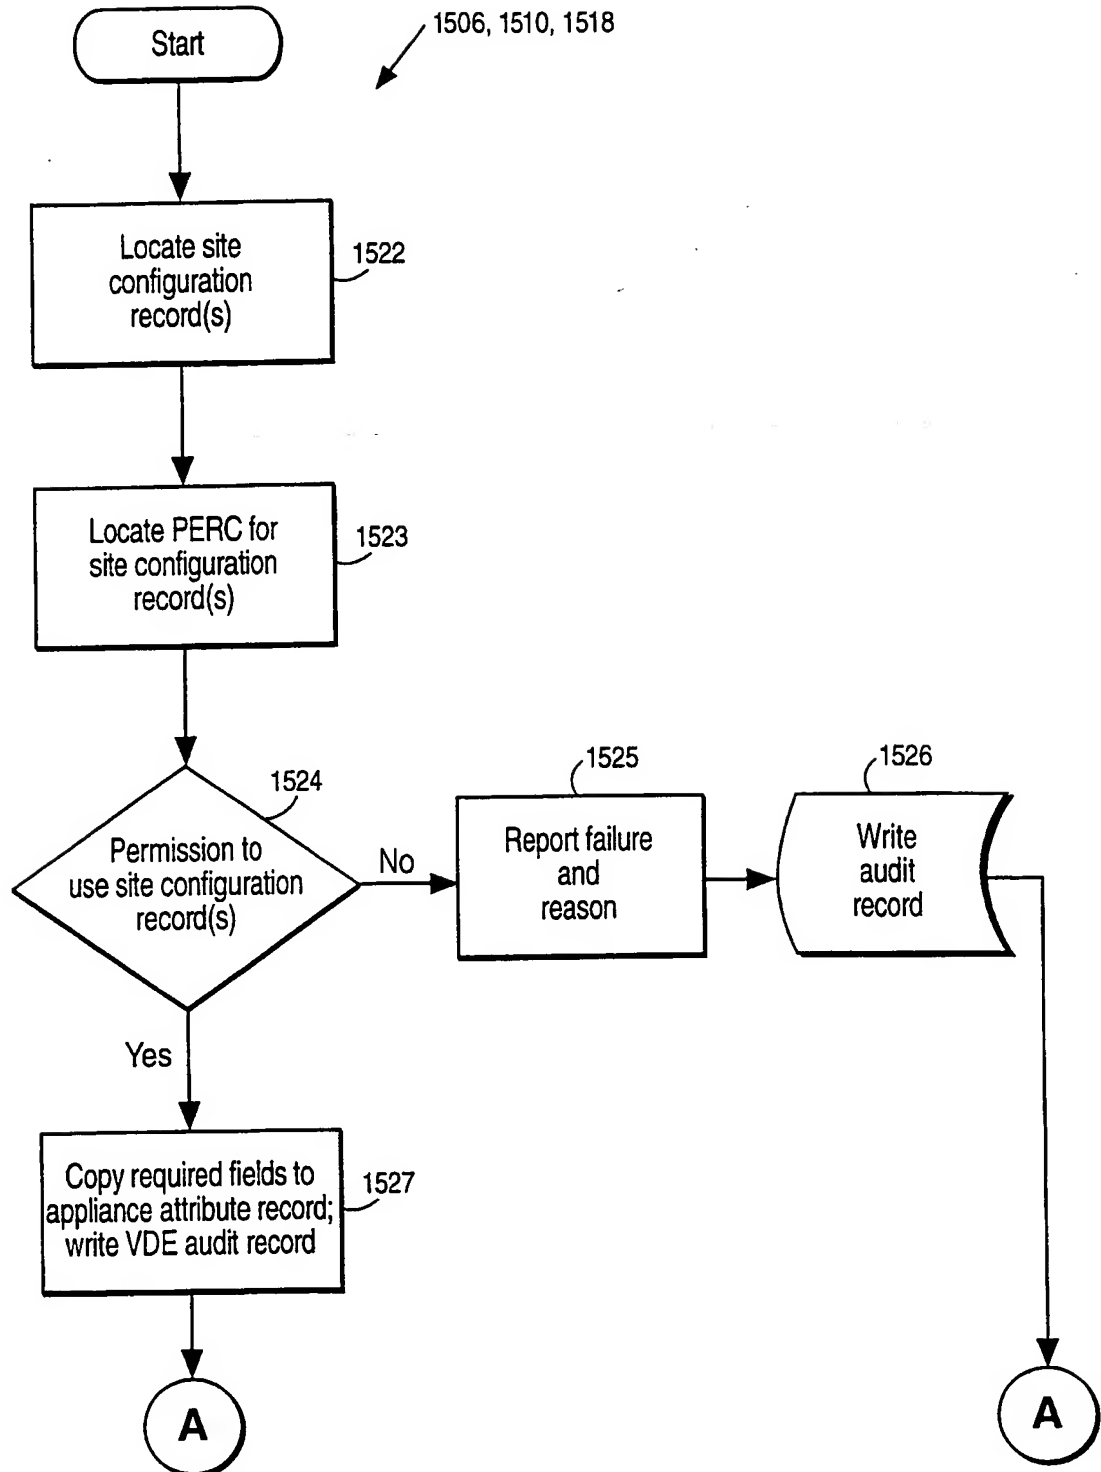 Start
1506, 1510, 1518
Locate site
configuration
record(s)
1522
Locate PERC for
site configuration
record(s)
1523
Permission to
use site configuration
record(s)
1524
No
Report failure
and
reason
1525
Write
audit
record
1526
Yes
Copy required fields to
appliance attribute record;
write VDE audit record
1527
A
A